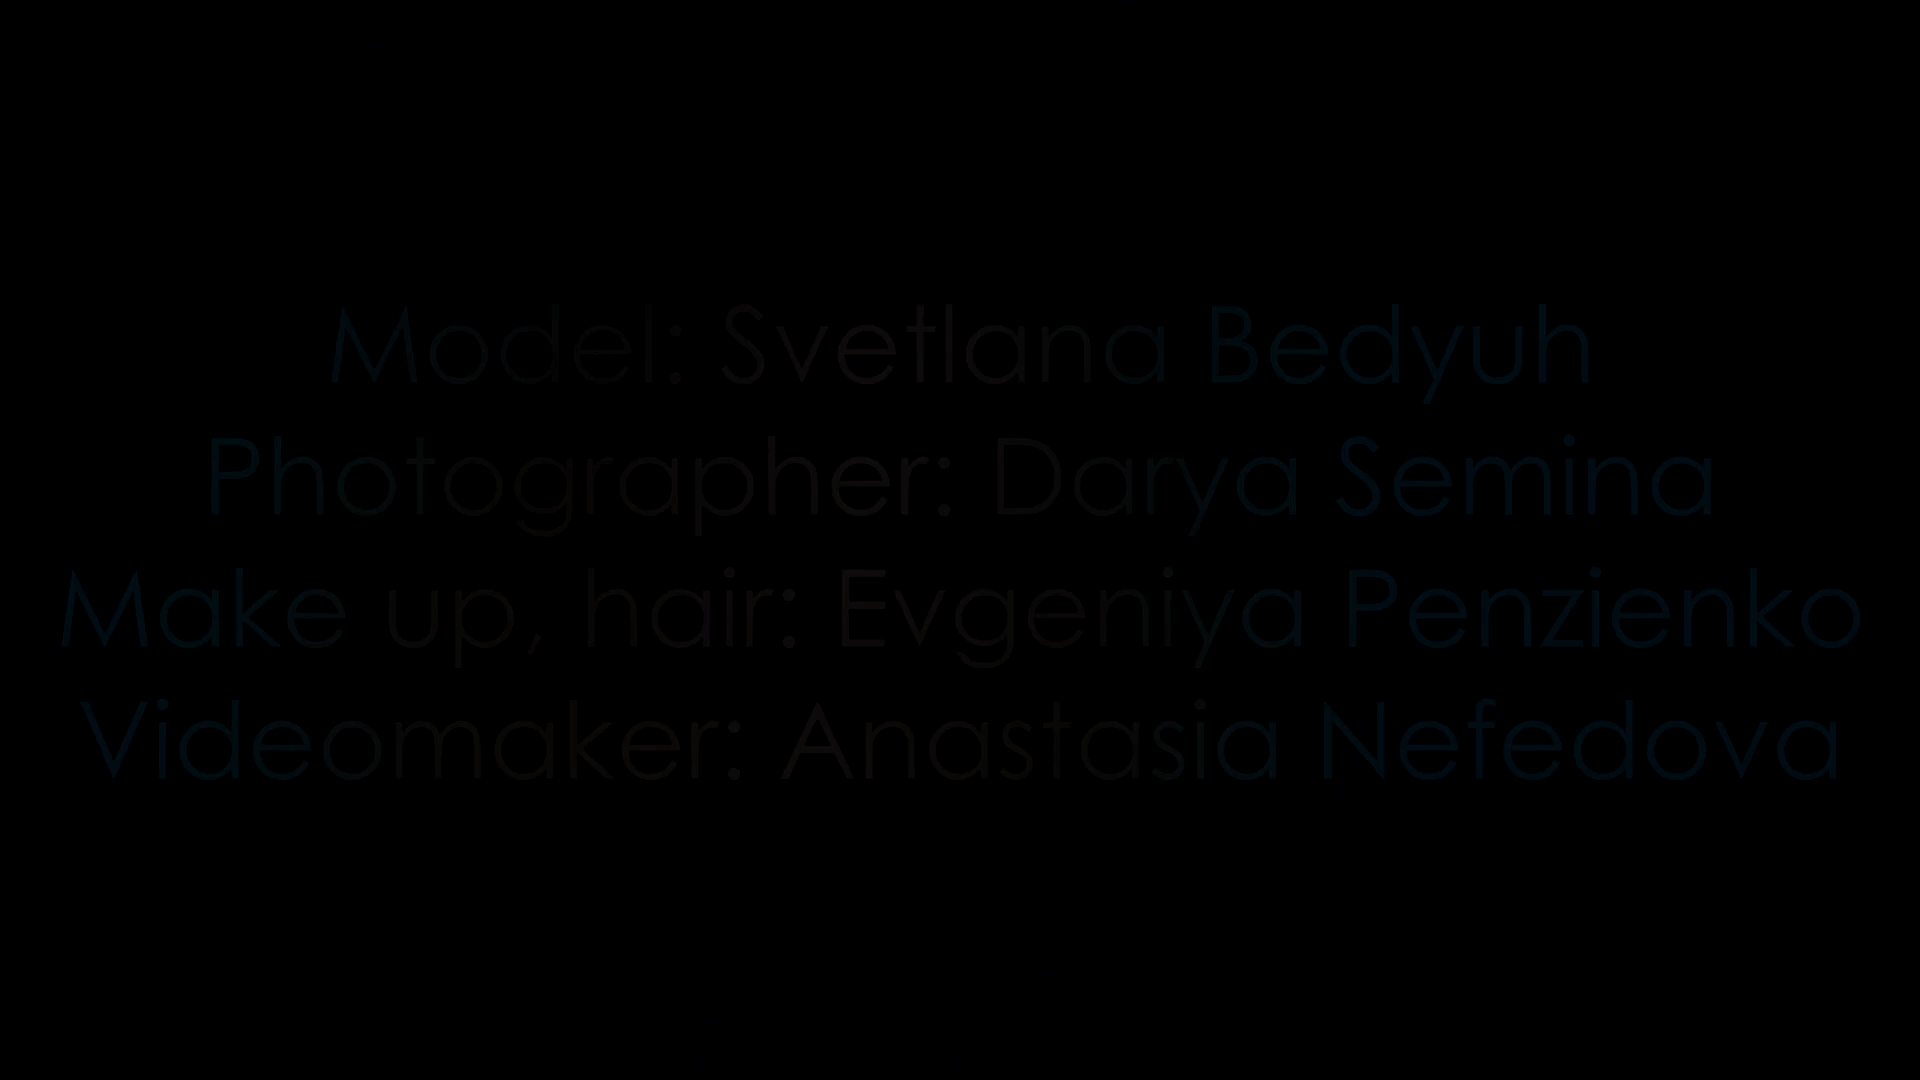 Model: Svetlana Bedyuh
Photographer: Darya Semina
Make up, hair: Evgeniya Penzienko
Videomaker: Anastasia Nefedova